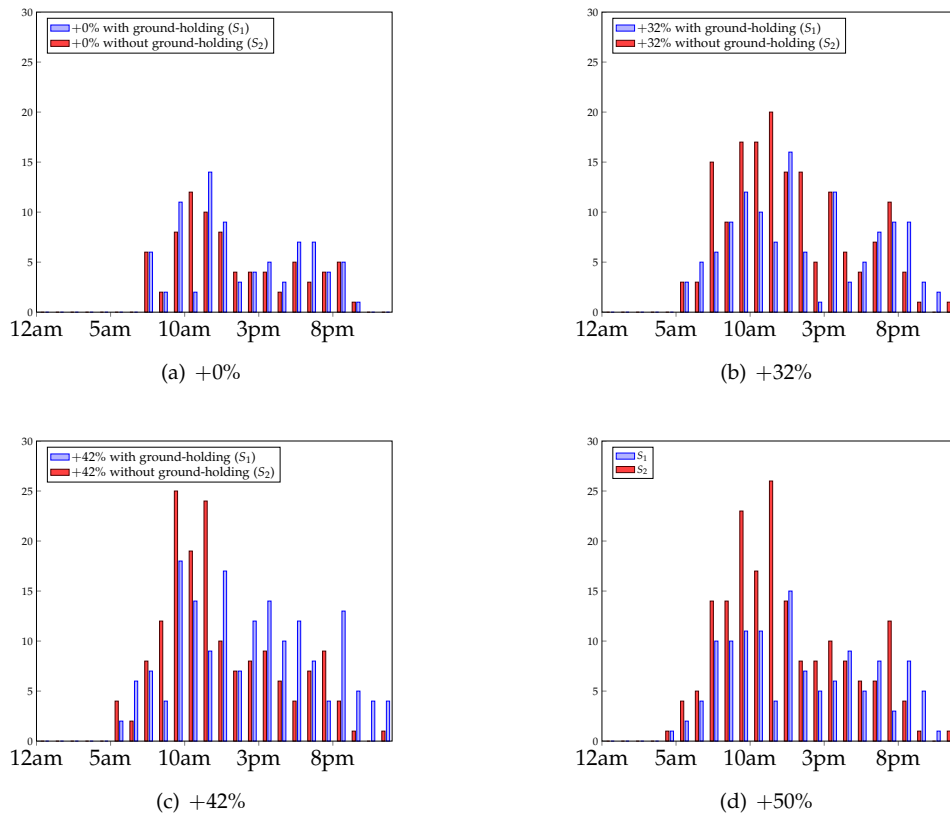 +0% with ground-holding (S1)
+0% without ground-holding (S2)
30
25
20
15
10
5
0
12am 5am 10am 3pm 8pm
(a) +0%
+32% with ground-holding (S1)
+32% without ground-holding (S2)
30
25
20
15
10
5
0
12am 5am 10am 3pm 8pm
(b) +32%
+42% with ground-holding (S1)
+42% without ground-holding (S2)
30
25
20
15
10
5
0
12am 5am 10am 3pm 8pm
(c) +42%
S1
S2
30
25
20
15
10
5
0
12am 5am 10am 3pm 8pm
(d) +50%